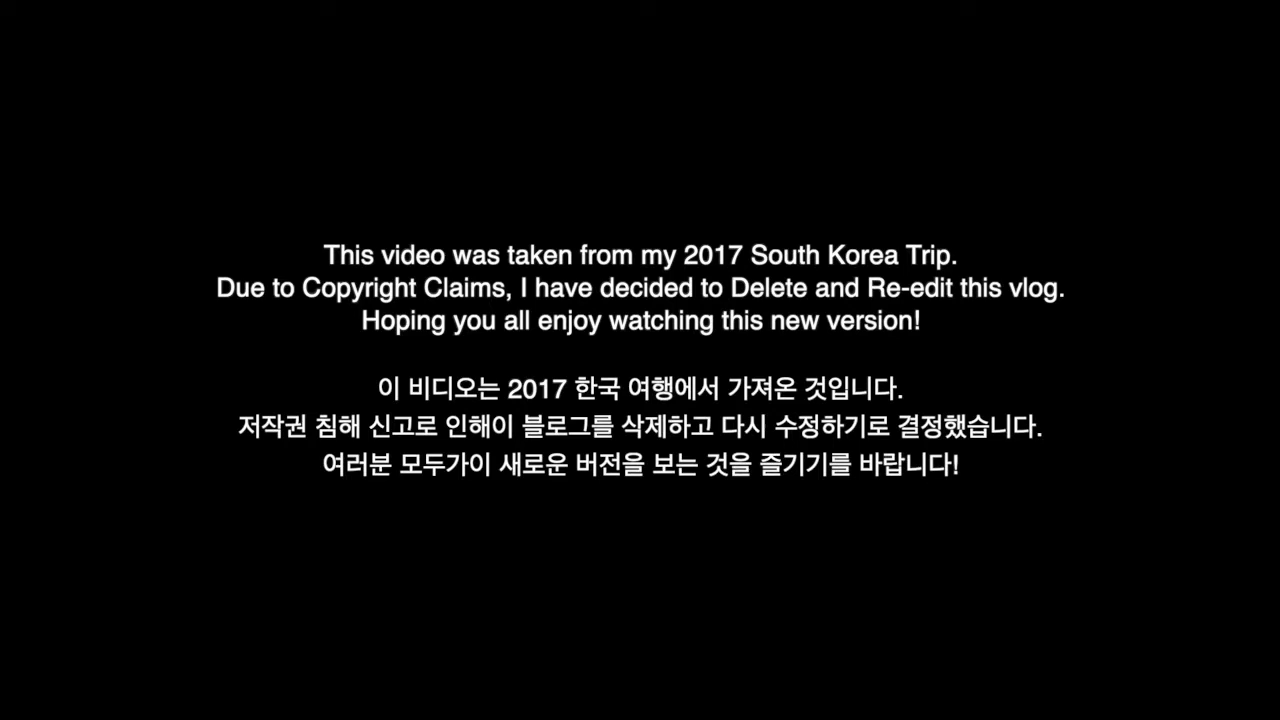 This video was taken from my 2017 South Korea Trip.
Due to Copyright Claims, I have decided to Delete and Re-edit this vlog.
Hoping you all enjoy watching this new version!
이 비디오는 2017 한국 여행에서 가져온 것입니다.
저작권 침해 신고로 인해이 블로그를 삭제하고 다시 수정하기로 결정했습니다.
여러분 모두가이 새로운 버전을 보는 것을 즐기기를 바랍니다!